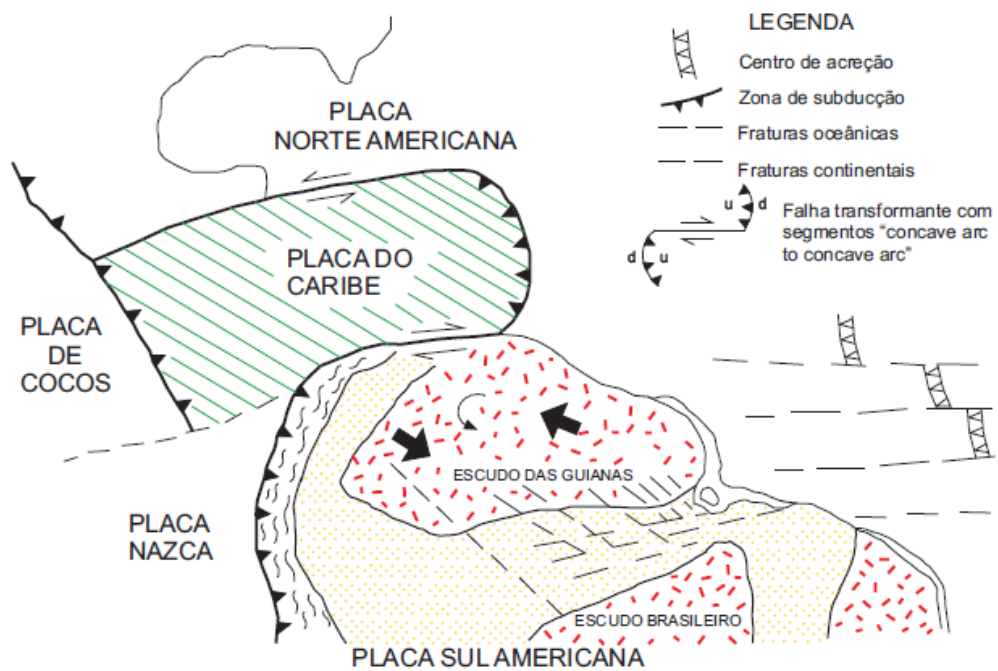 LEGENDA
Centro de acreção
Zona de subducção
Fraturas oceânicas
Fraturas continentais
u d
d u
Falha transformante com
segmentos “concave arc
to concave arc”
PLACA
NORTE AMERICANA
PLACA DO
CARIBE
PLACA
DE
COCOS
ESCUDO DAS GUIANAS
PLACA
NAZCA
ESCUDO BRASILEIRO
PLACA SUL AMERICANA